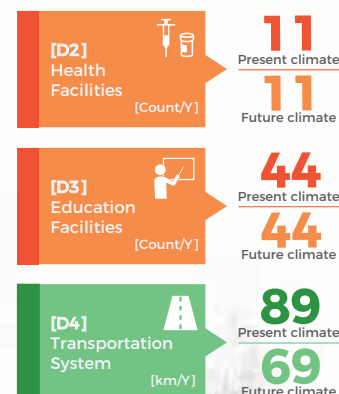 [D2]
Health
Facilities
[Count/Y]
11
Present climate
11
Future climate
[D3]
Education
Facilities
[Count/Y]
44
Present climate
44
Future climate
[D4]
Transportation
System
[km/Y]
89
Present climate
69
Future climate